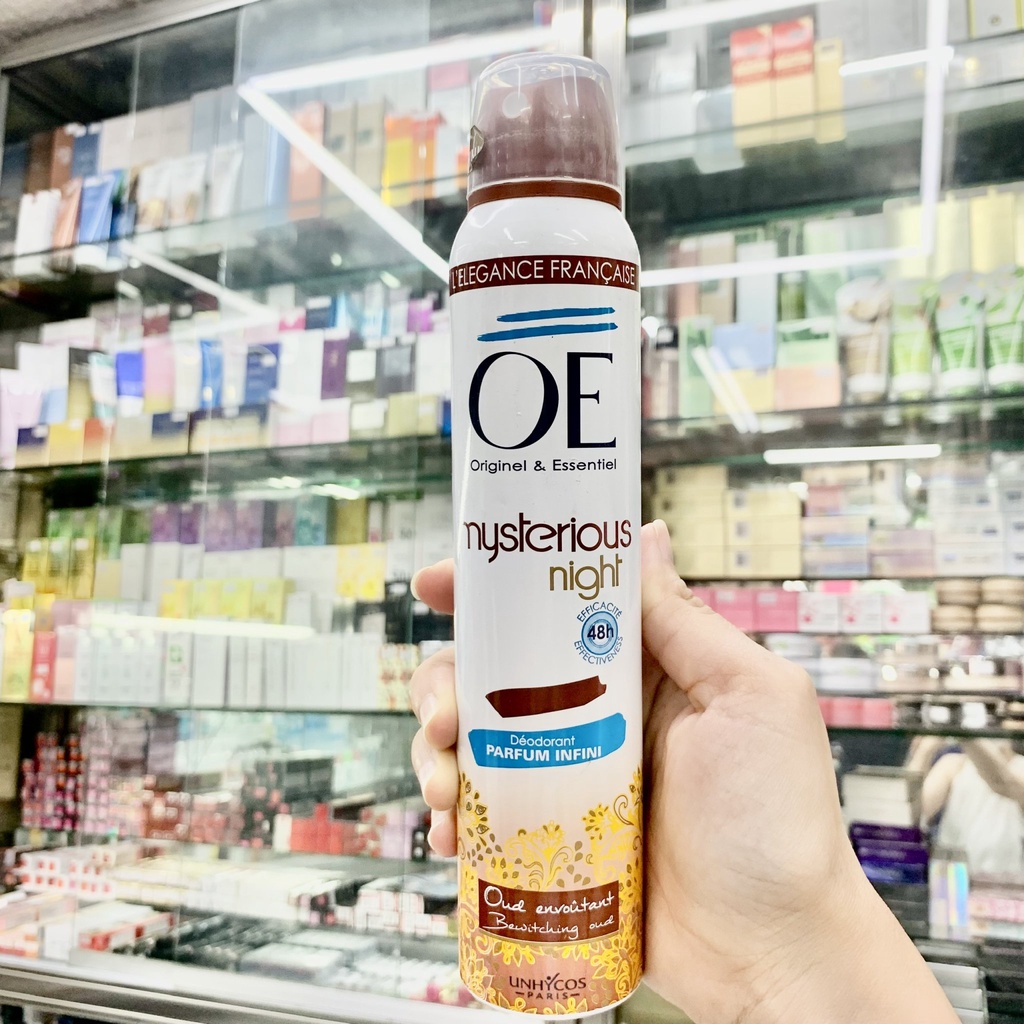 L'ELEGANCE FRANÇAISE
OE
Originel & Essentiel
mysterious
night
EFFICACITÉ
48h
EFFECTIVENESS
Déodorant
PARFUM INFINI
Oud envoûtant
Bewitching oud
UNHYCOS
PARIS